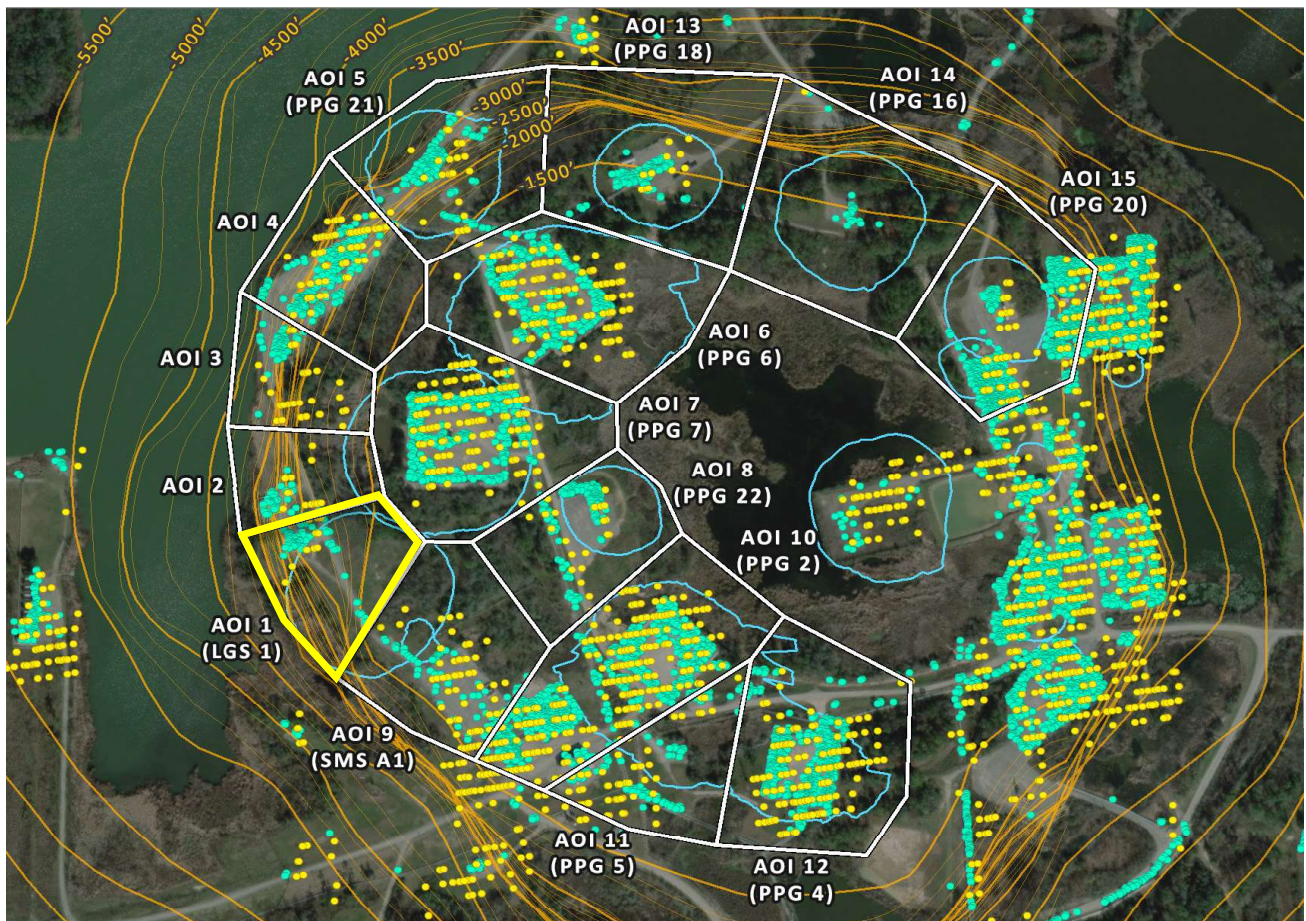 -5500'
-5000'
-4500'
-4000'
-3500'
-3000'
-2500'
-2000'
-1500'
AOI 13
(PPG 18)
AOI 14
(PPG 16)
AOI 5
(PPG 21)
AOI 15
(PPG 20)
AOI 4
AOI 3
AOI 6
(PPG 6)
AOI 7
(PPG 7)
AOI 8
(PPG 22)
AOI 2
AOI 10
(PPG 2)
AOI 1
(LGS 1)
AOI 9
(SMS A1)
AOI 11
(PPG 5)
AOI 12
(PPG 4)